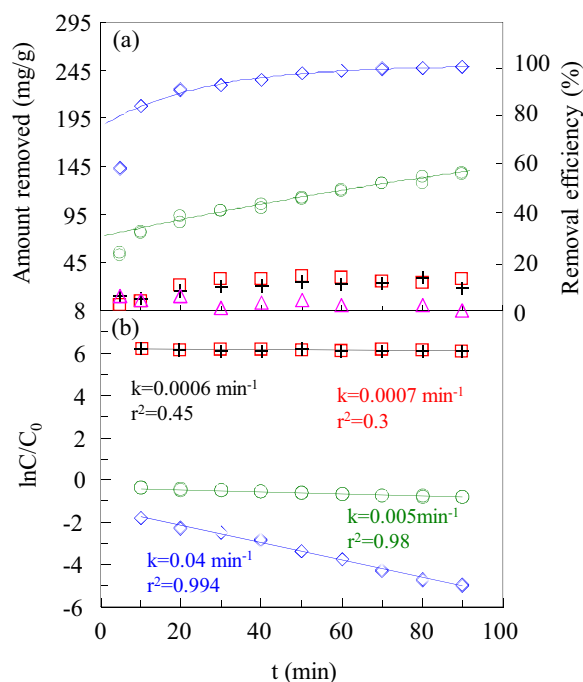 (a)
Amount removed (mg/g)
295
245
195
145
95
45
8
Removal efficiency (%)
100
80
60
40
20
0
(b)
lnC/C₀
6
4
2
0
-2
-4
-6
k=0.0006 min⁻¹
r²=0.45
k=0.0007 min⁻¹
r²=0.3
k=0.005min⁻¹
r²=0.98
k=0.04 min⁻¹
r²=0.994
0 20 40 60 80 100
t (min)